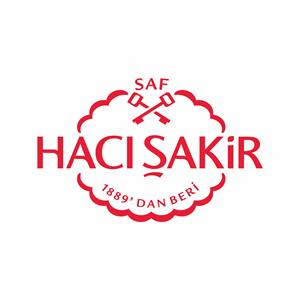 SAF
HACI ŞAKİR
1889' DAN BERİ